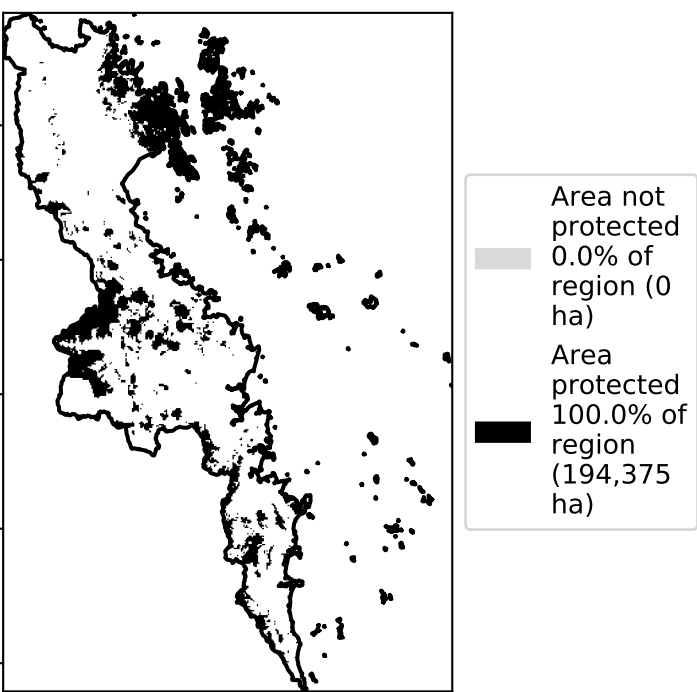 Area not
protected
0.0% of
region (0
ha)
Area
protected
100.0% of
region
(194,375
ha)